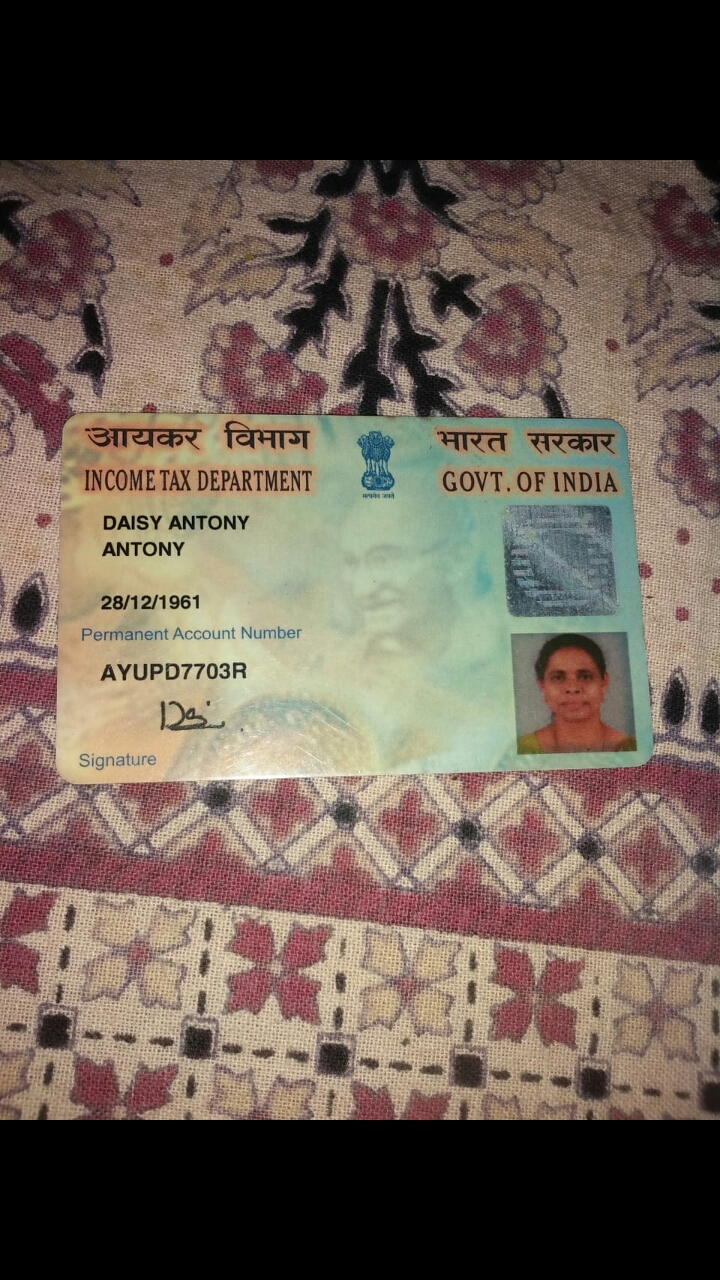 आयकर विभाग
भारत सरकार
INCOME TAX DEPARTMENT
GOVT. OF INDIA
सत्यमेव जयते
DAISY ANTONY
ANTONY
28/12/1961
Permanent Account Number
AYUPD7703R
Signature